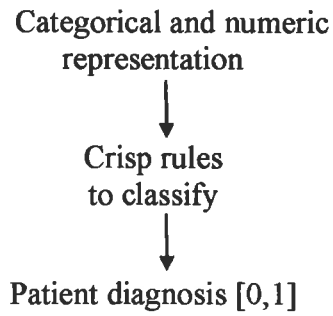 Categorical and numeric
representation
Crisp rules
to classify
Patient diagnosis [0,1]